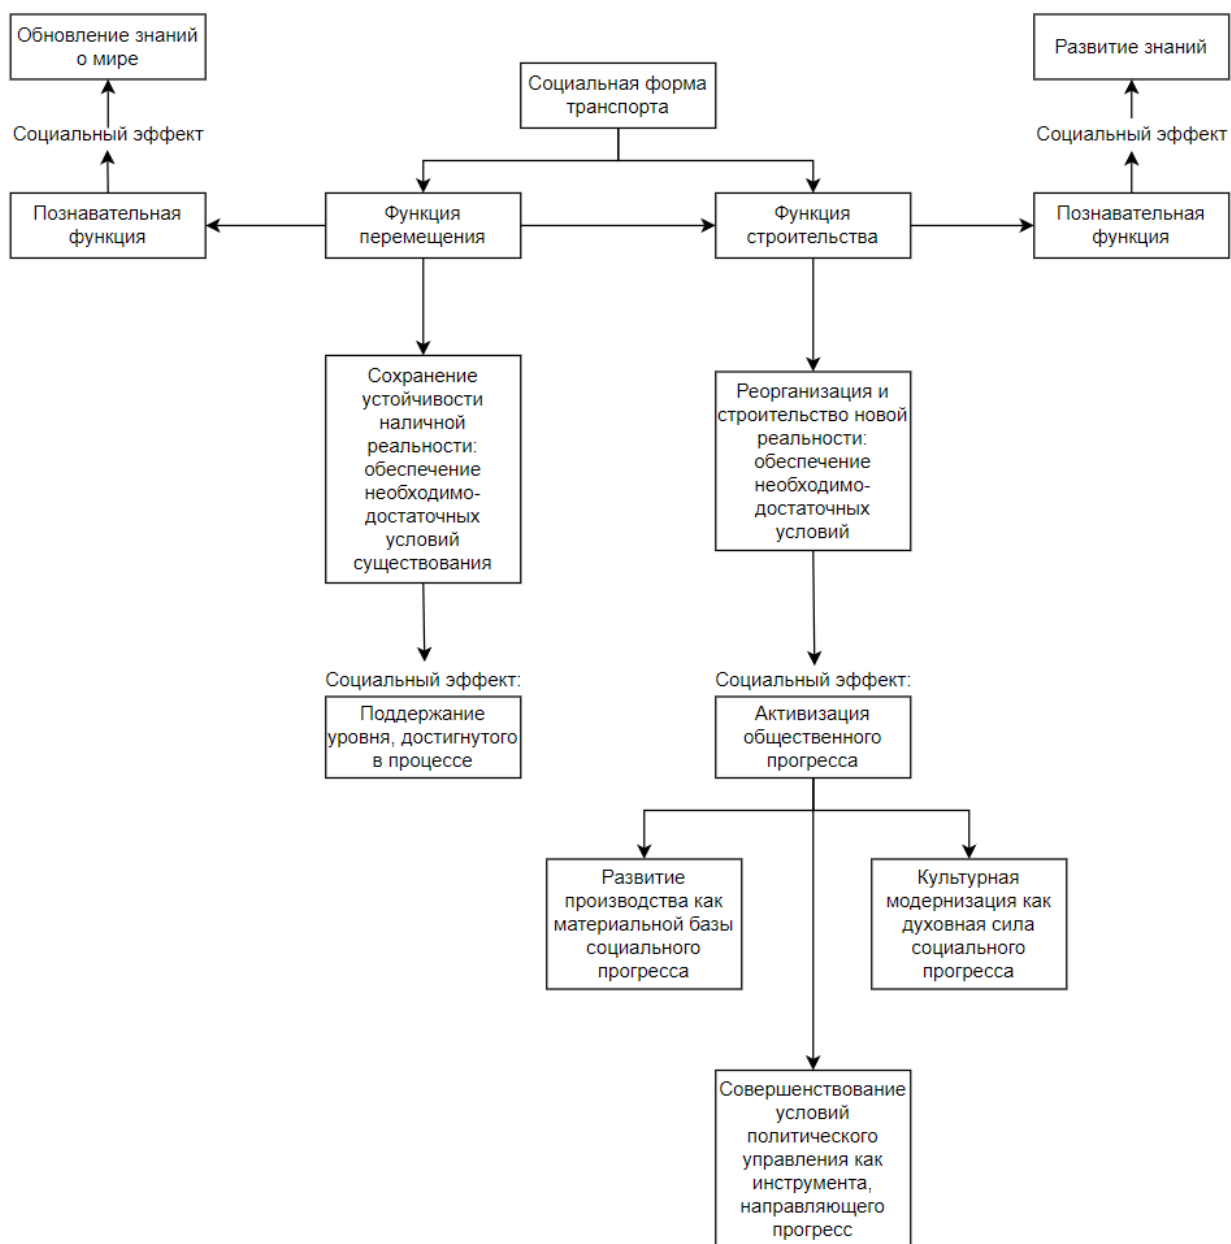 Обновление знаний
о мире
Развитие знаний
Социальная форма
транспорта
Социальный эффект
Социальный эффект
Познавательная
функция
Функция
перемещения
Функция
строительства
Познавательная
функция
Сохранение
устойчивости
наличной
реальности:
обеспечение
необходимо-
достаточных
условий
существования
Реорганизация и
строительство новой
реальности:
обеспечение
необходимо-
достаточных
условий
Социальный эффект:
Поддержание
уровня, достигнутого
в процессе
Социальный эффект:
Активизация
общественного
прогресса
Развитие
производства как
материальной базы
социального
прогресса
Культурная
модернизация как
духовная сила
социального
прогресса
Совершенствование
условий
политического
управления как
инструмента,
направляющего
прогресс